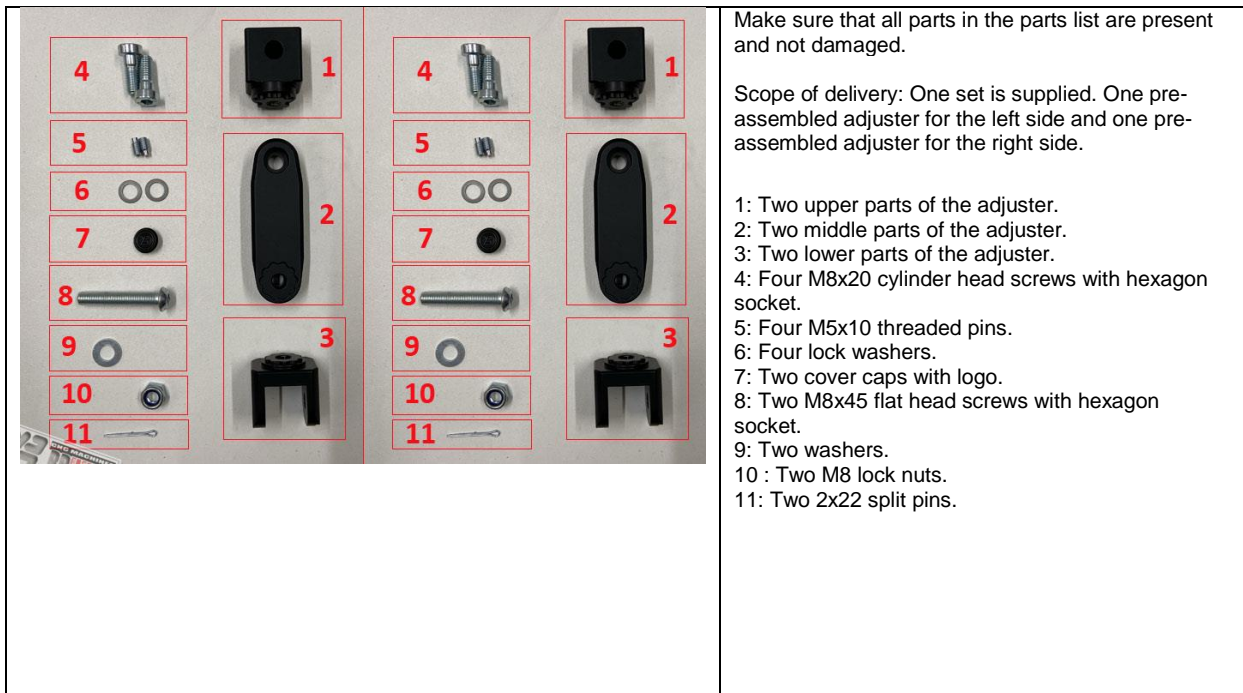 4
1
4
1
5
5
6
2
6
2
7
7
8
8
9
3
9
3
10
10
11
11
Make sure that all parts in the parts list are present
and not damaged.
Scope of delivery: One set is supplied. One pre-
assembled adjuster for the left side and one pre-
assembled adjuster for the right side.
1: Two upper parts of the adjuster.
2: Two middle parts of the adjuster.
3: Two lower parts of the adjuster.
4: Four M8x20 cylinder head screws with hexagon
socket.
5: Four M5x10 threaded pins.
6: Four lock washers.
7: Two cover caps with logo.
8: Two M8x45 flat head screws with hexagon
socket.
9: Two washers.
10 : Two M8 lock nuts.
11: Two 2x22 split pins.